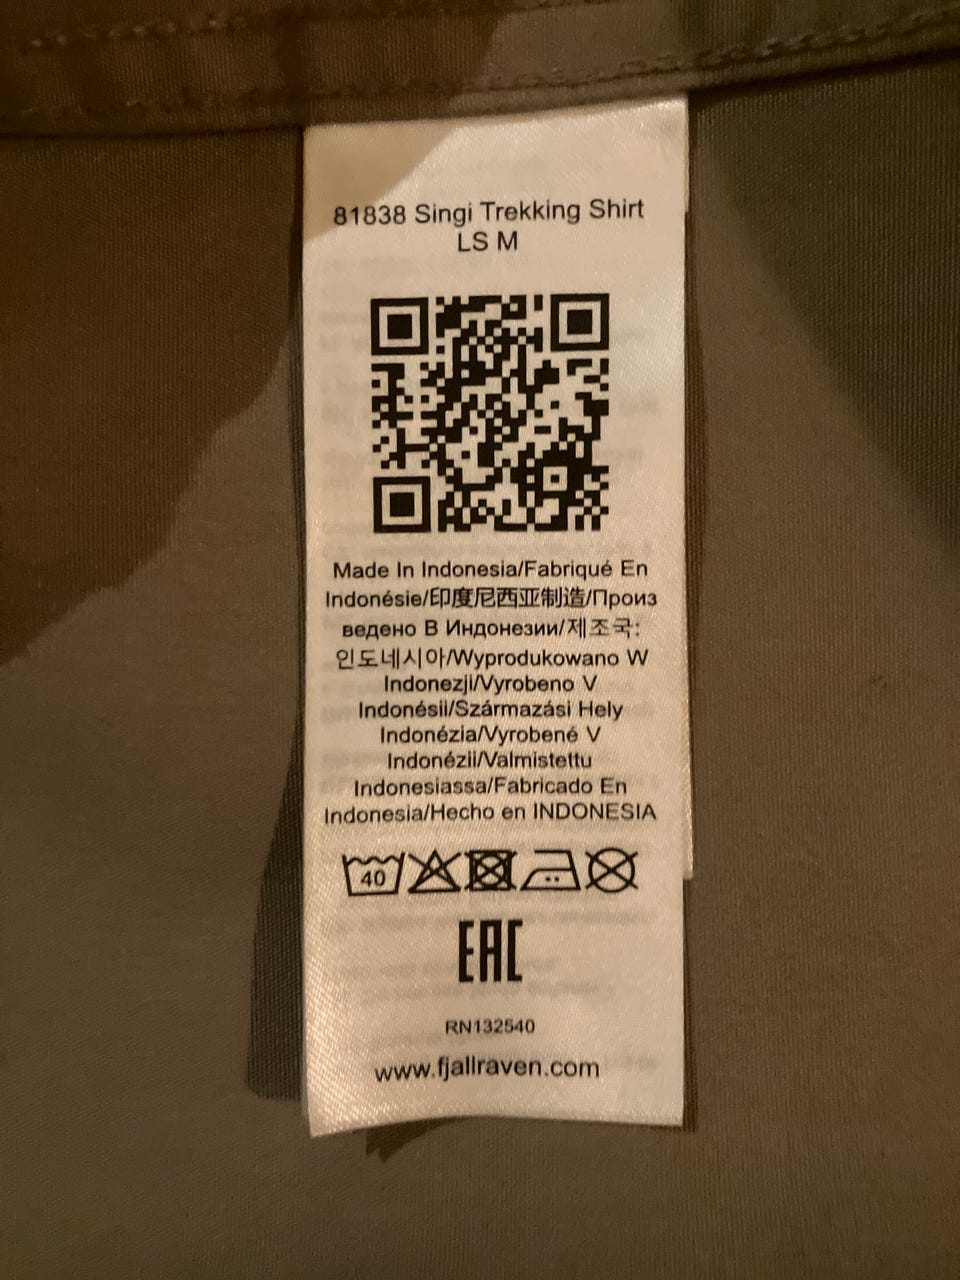 81838 Singi Trekking Shirt
LS M
Made In Indonesia/Fabriqué En
Indonésie/印度尼西亚制造/Произ
ведено В Индонезии/제조국:
인도네시아/Wyprodukowano W
Indonezji/Vyrobeno V
Indonésii/Származási Hely
Indonézia/Vyrobené V
Indonézii/Valmistettu
Indonesiassa/Fabricado En
Indonesia/Hecho en INDONESIA
40
EAC
RN132540
www.fjallraven.com